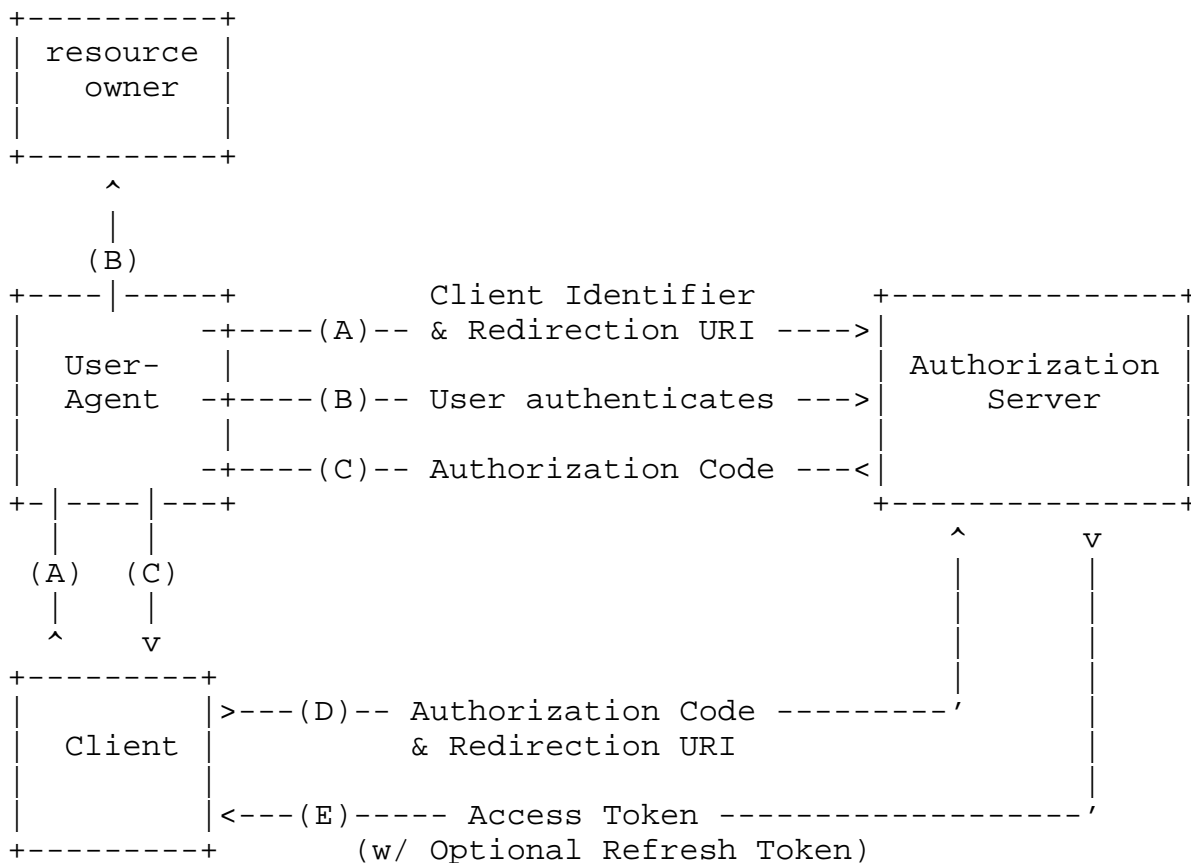 +----------+
| resource |
|   owner  |
|          |
+----------+
     ^
     |
    (B)
+----|-----+          Client Identifier      +---------------+
|         -+----(A)-- & Redirection URI ---->|               |
|  User-   |                                 | Authorization |
|  Agent  -+----(B)-- User authenticates --->|     Server    |
|          |                                 |               |
|         -+----(C)-- Authorization Code ---<|               |
+-|----|---+                                 +---------------+
  |    |                                         ^      v
 (A)  (C)                                        |      |
  |    |                                         |      |
  ^    v                                         |      |
+---------+                                      |      |
|         |>---(D)-- Authorization Code ---------'      |
|  Client |          & Redirection URI                  |
|         |                                             |
|         |<---(E)----- Access Token -------------------'
+---------+       (w/ Optional Refresh Token)